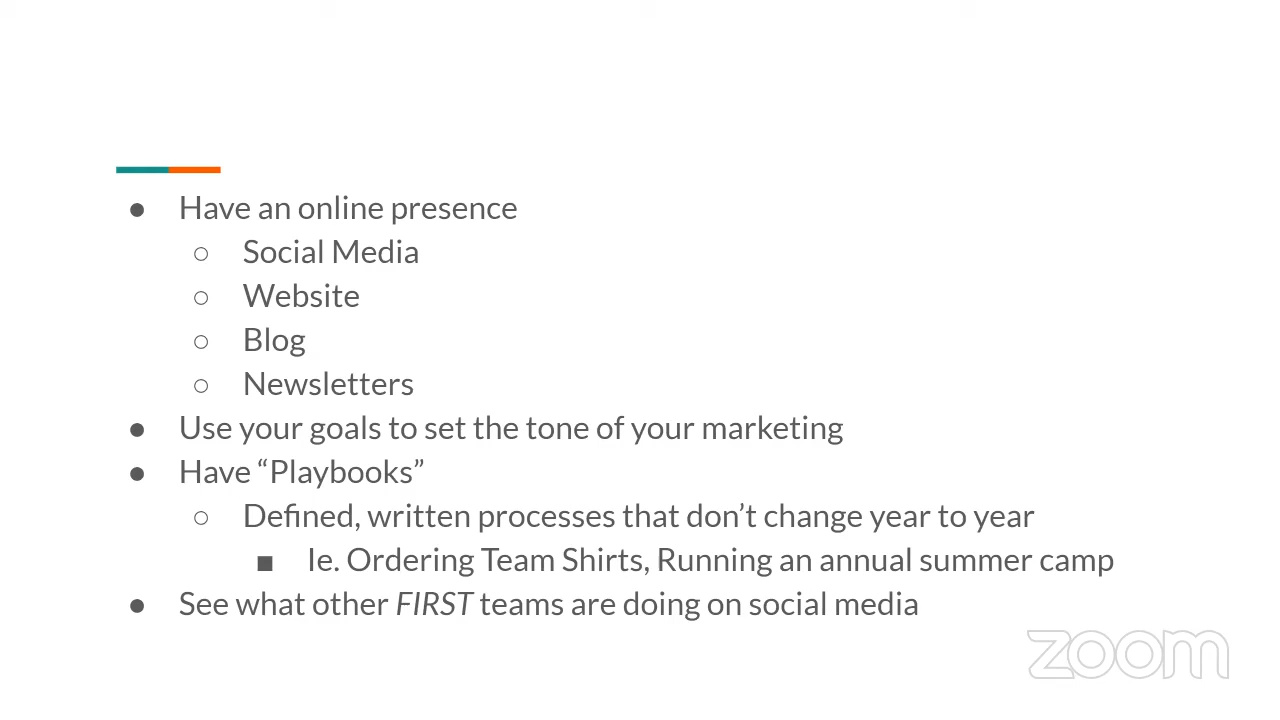 ● Have an online presence
○ Social Media
○ Website
○ Blog
○ Newsletters
● Use your goals to set the tone of your marketing
● Have “Playbooks”
○ Defined, written processes that don’t change year to year
■ Ie. Ordering Team Shirts, Running an annual summer camp
● See what other FIRST teams are doing on social media
zoom